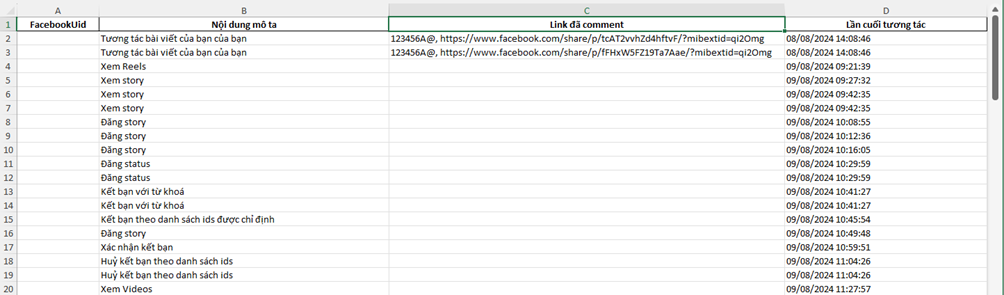 A B C D
1 FacebookUid Nội dung mô tả Link đã comment Lần cuối tương tác
2 Tương tác bài viết của bạn của bạn 123456A@, https://www.facebook.com/share/p/tcAT2vvhZd4hftvF/?mibextid=qi2Omg 08/08/2024 14:08:46
3 Tương tác bài viết của bạn của bạn 123456A@, https://www.facebook.com/share/p/fFHxW5FZ19Ta7Aae/?mibextid=qi2Omg 08/08/2024 14:08:46
4 Xem Reels 09/08/2024 09:21:39
5 Xem story 09/08/2024 09:27:32
6 Xem story 09/08/2024 09:42:35
7 Xem story 09/08/2024 09:42:35
8 Đăng story 09/08/2024 10:08:55
9 Đăng story 09/08/2024 10:12:36
10 Đăng story 09/08/2024 10:16:05
11 Đăng status 09/08/2024 10:29:59
12 Đăng status 09/08/2024 10:29:59
13 Kết bạn với từ khoá 09/08/2024 10:41:27
14 Kết bạn với từ khoá 09/08/2024 10:41:27
15 Kết bạn theo danh sách ids được chỉ định 09/08/2024 10:45:54
16 Đăng story 09/08/2024 10:49:48
17 Xác nhận kết bạn 09/08/2024 10:59:51
18 Huỷ kết bạn theo danh sách ids 09/08/2024 11:04:26
19 Huỷ kết bạn theo danh sách ids 09/08/2024 11:04:26
20 Xem Videos 09/08/2024 11:27:57